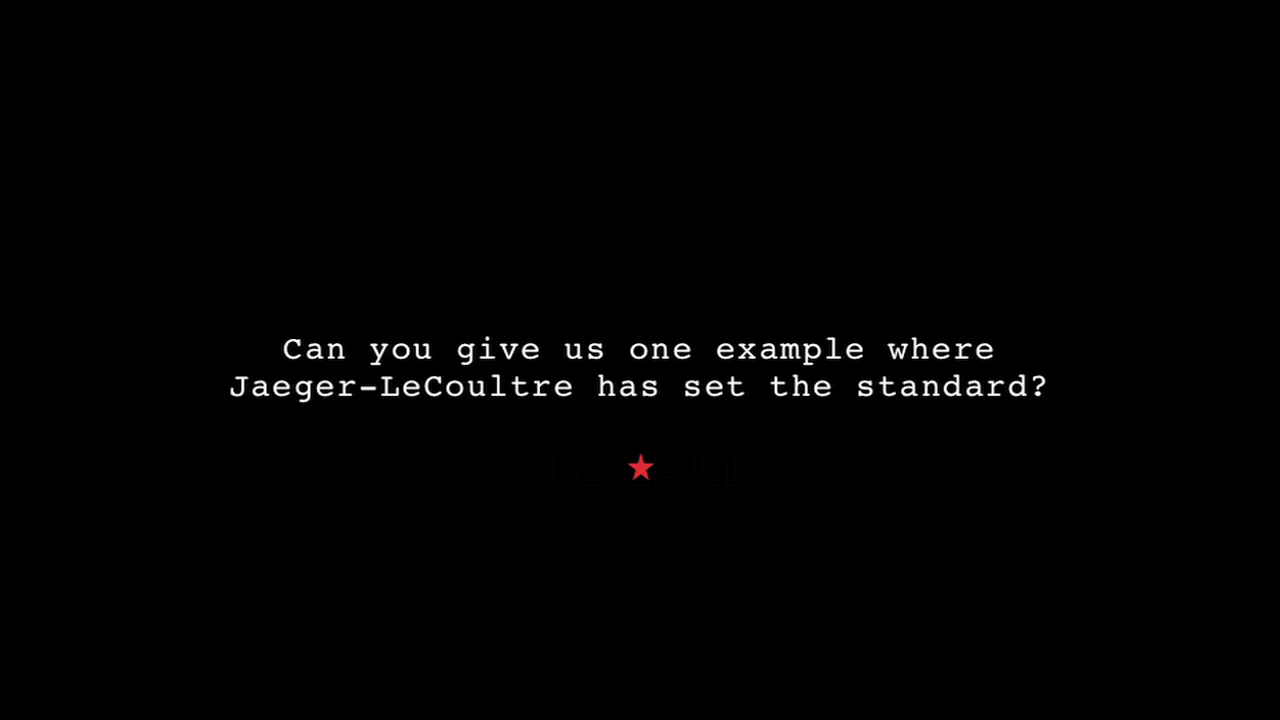 Can you give us one example where
Jaeger-LeCoultre has set the standard?